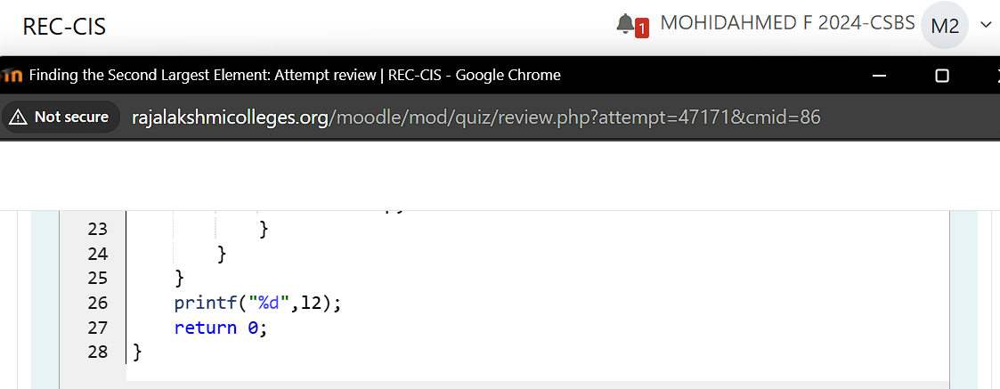 REC-CIS
1 MOHIDAHMED F 2024-CSBS M2
Finding the Second Largest Element: Attempt review | REC-CIS - Google Chrome
Not secure rajalakshmicolleges.org/moodle/mod/quiz/review.php?attempt=47171&cmid=86
23 }
24 }
25 }
26 printf("%d",l2);
27 return 0;
28 }